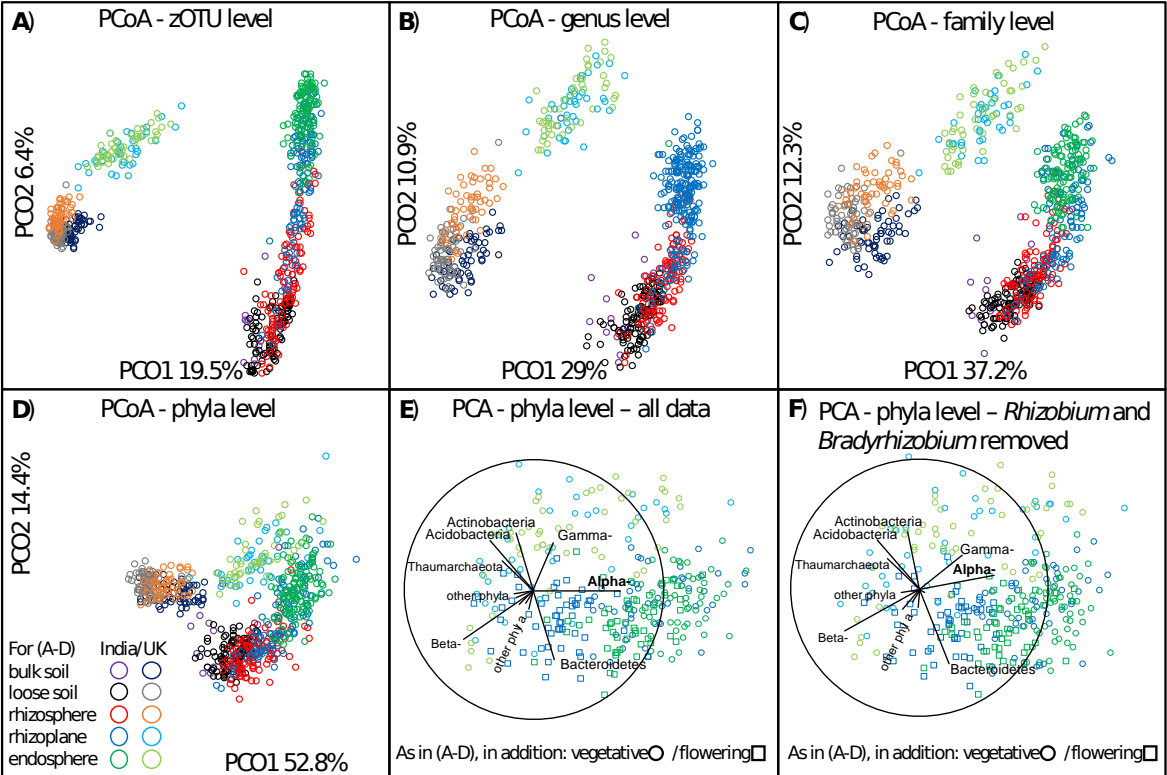 A) PCoA - zOTU level
PCO2 6.4%
PCO1 19.5%
B) PCoA - genus level
PCO2 10.9%
PCO1 29%
C) PCoA - family level
PCO2 12.3%
PCO1 37.2%
D) PCoA - phyla level
PCO2 14.4%
For (A-D) India/UK
bulk soil
loose soil
rhizosphere
rhizoplane
endosphere
PCO1 52.8%
E) PCA - phyla level – all data
Actinobacteria
Acidobacteria
Gamma-
Thaumarchaeota
Alpha-
other phyla
Beta-
other phyla
Bacteroidetes
As in (A-D), in addition: vegetative /flowering
F) PCA - phyla level – Rhizobium and
Bradyrhizobium removed
Actinobacteria
Acidobacteria
Gamma-
Thaumarchaeota
Alpha-
other phyla
Beta-
other phyla
Bacteroidetes
As in (A-D), in addition: vegetative /flowering